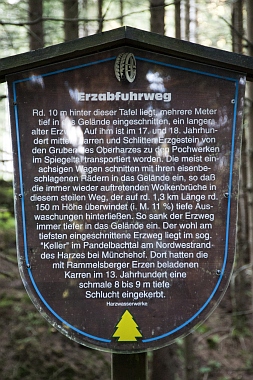 Erzabfuhrweg
Rd. 10 m hinter dieser Tafel liegt, mehrere Meter
tief in das Gelände eingeschnitten, ein langer
alter Erzweg. Auf ihm ist im 17. und 18. Jahrhun-
dert mittels Karren und Schlitten Erzgestein von
den Gruben des Oberharzes zu den Pochwerken
im Spiegeltal transportiert worden. Die meist ein-
achsigen Wagen schnitten mit ihren eisenbe-
schlagenen Rädern in das Gelände ein, so daß
die immer wieder auftretenden Wolkenbrüche in
diesem steilen Weg, der auf rd. 1,3 km Länge rd.
150 m Höhe überwindet (i. M. 11 %) tiefe Aus-
waschungen hinterließen. So sank der Erzweg
immer tiefer in das Gelände ein. Der wohl am
tiefsten eingeschnittene Erzweg liegt im sog.
"Keller" im Pandelbachtal am Nordwestrand
des Harzes bei Münchehof. Dort hatten die
mit Rammelsberger Erzen beladenen
Karren im 13. Jahrhundert eine
schmale 8 bis 9 m tiefe
Schlucht eingekerbt.
Harzwasserwerke